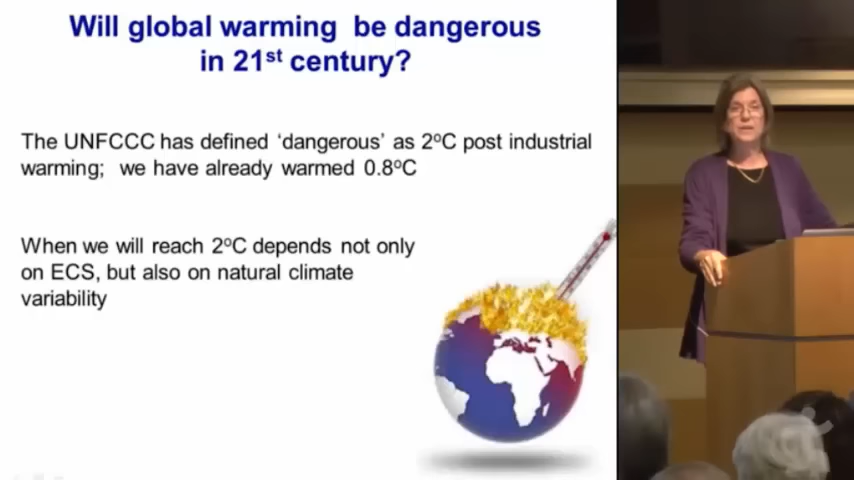 Will global warming be dangerous
in 21st century?
The UNFCCC has defined ‘dangerous’ as 2ºC post industrial
warming; we have already warmed 0.8ºC
When we will reach 2ºC depends not only
on ECS, but also on natural climate
variability